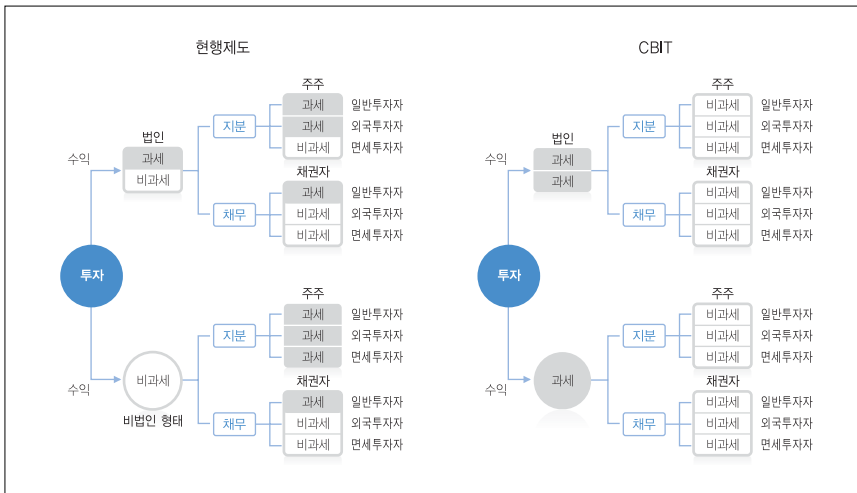 현행제도
CBIT
주주
법인
수익
과세
비과세
지분
과세 일반투자자
과세 외국투자자
비과세 면세투자자
채권자
채무
과세 일반투자자
비과세 외국투자자
비과세 면세투자자
투자
주주
수익
비과세
비법인 형태
지분
과세 일반투자자
과세 외국투자자
과세 면세투자자
채권자
채무
과세 일반투자자
비과세 외국투자자
비과세 면세투자자
주주
법인
수익
과세
과세
지분
비과세 일반투자자
비과세 외국투자자
비과세 면세투자자
채권자
채무
비과세 일반투자자
비과세 외국투자자
비과세 면세투자자
투자
주주
수익
과세
지분
비과세 일반투자자
비과세 외국투자자
비과세 면세투자자
채권자
채무
비과세 일반투자자
비과세 외국투자자
비과세 면세투자자